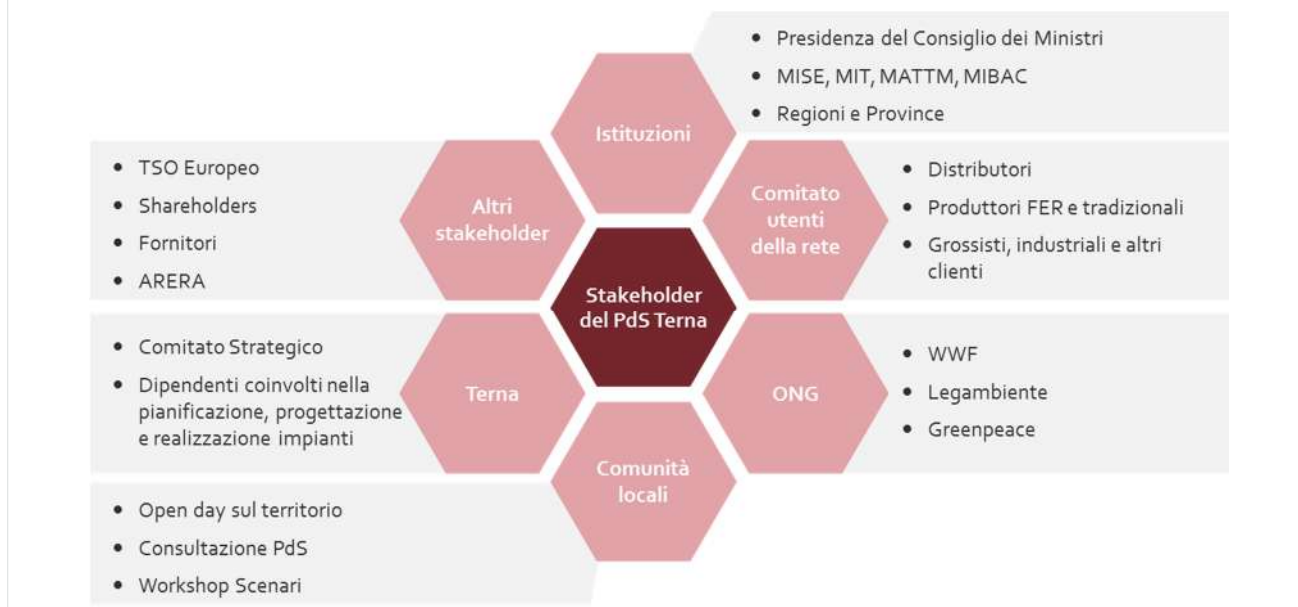 • Presidenza del Consiglio dei Ministri
• MISE, MIT, MATTM, MIBAC
• Regioni e Province
Istituzioni
• TSO Europeo
• Shareholders
• Fornitori
• ARERA
Altri
stakeholder
Comitato
utenti
della rete
• Distributori
• Produttori FER e tradizionali
• Grossisti, industriali e altri
clienti
Stakeholder
del PdS Terna
• Comitato Strategico
• Dipendenti coinvolti nella
pianificazione, progettazione
e realizzazione impianti
Terna
ONG
• WWF
• Legambiente
• Greenpeace
Comunità
locali
• Open day sul territorio
• Consultazione PdS
• Workshop Scenari